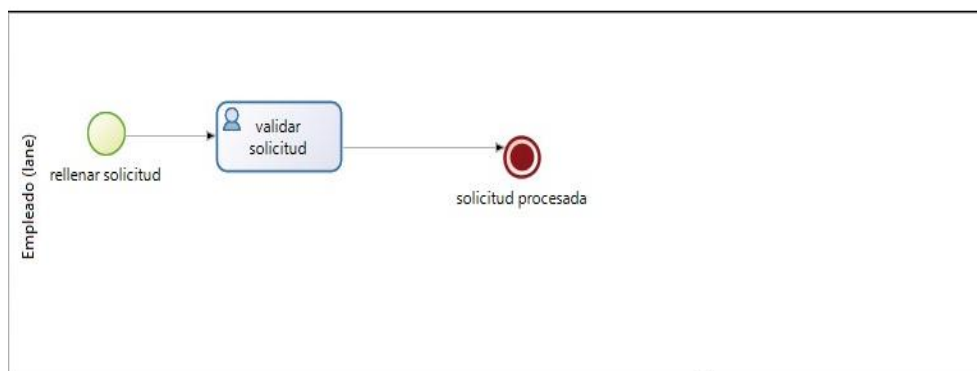 Empleado (lane)
rellenar solicitud
validar
solicitud
solicitud procesada